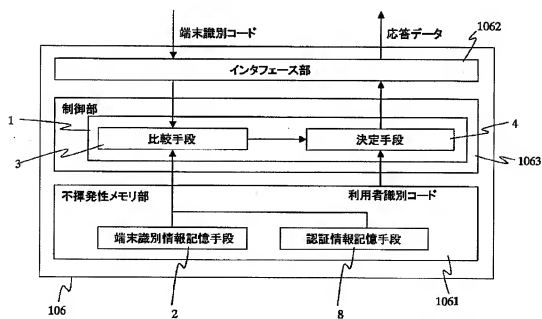 端末識別コード
応答データ
1062
インタフェース部
制御部
1
比較手段
決定手段
4
3
1063
不揮発性メモリ部
利用者識別コード
端末識別情報記憶手段
認証情報記憶手段
106
2
8
1061